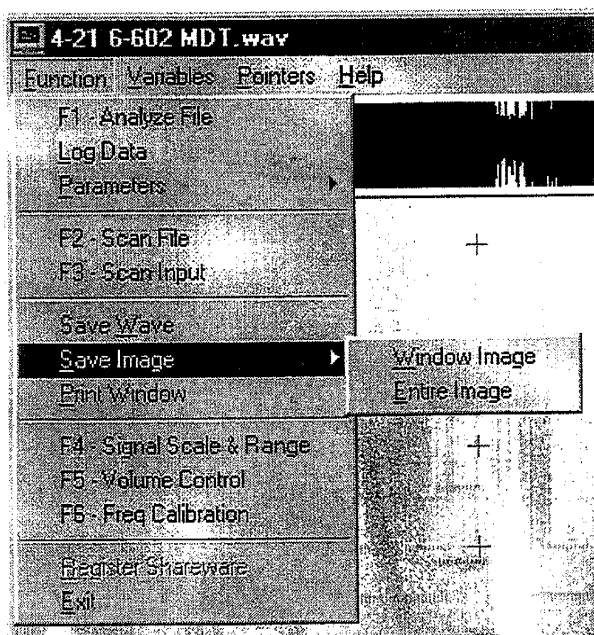 4-21 6-602 MDT.wav
Function Variables Pointers Help
F1 - Analyze File
Log Data
Parameters
F2 - Scan File
F3 - Scan Input
Save Wave
Save Image
Window Image
Entire Image
Print Window
F4 - Signal Scale & Range
F5 - Volume Control
F6 - Freq Calibration
Register Shareware
Exit